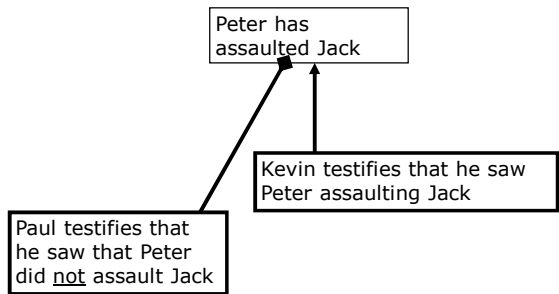 Peter has
assaulted Jack
Kevin testifies that he saw
Peter assaulting Jack
Paul testifies that
he saw that Peter
did not assault Jack